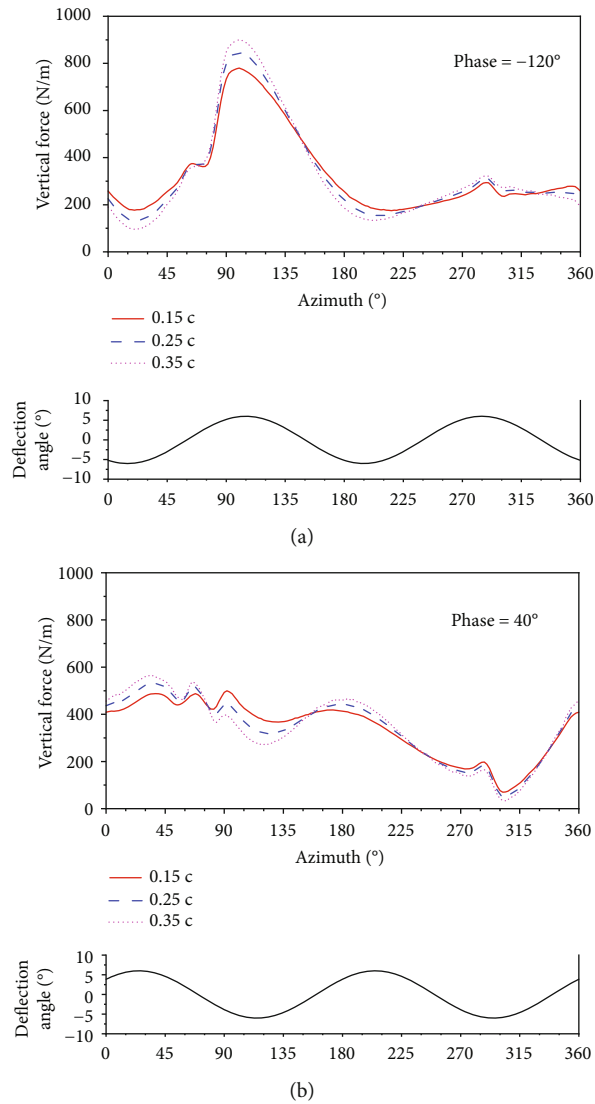 1000
800
600
400
200
0
Vertical force (N/m)
Phase = −120°
0 45 90 135 180 225 270 315 360
Azimuth (°)
0.15 c
0.25 c
0.35 c
10
5
0
−5
−10
Deflection
angle (°)
0 45 90 135 180 225 270 315 360
(a)
1000
800
600
400
200
0
Vertical force (N/m)
Phase = 40°
0 45 90 135 180 225 270 315 360
Azimuth (°)
0.15 c
0.25 c
0.35 c
10
5
0
−5
−10
Deflection
angle (°)
0 45 90 135 180 225 270 315 360
(b)